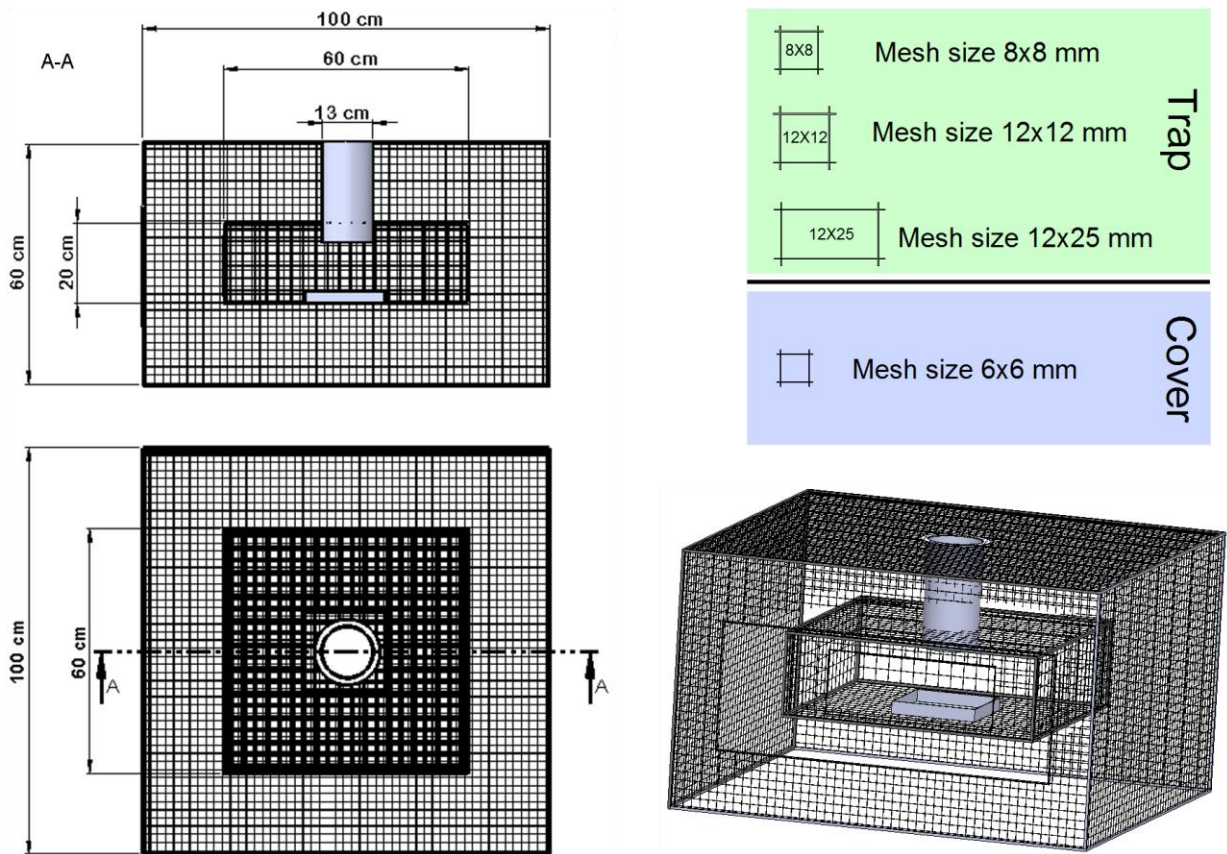 100 cm
A-A
60 cm
13 cm
60 cm
20 cm
100 cm
60 cm
A
A
8X8
Mesh size 8x8 mm
12X12
Mesh size 12x12 mm
12X25
Mesh size 12x25 mm
Trap
Mesh size 6x6 mm
Cover